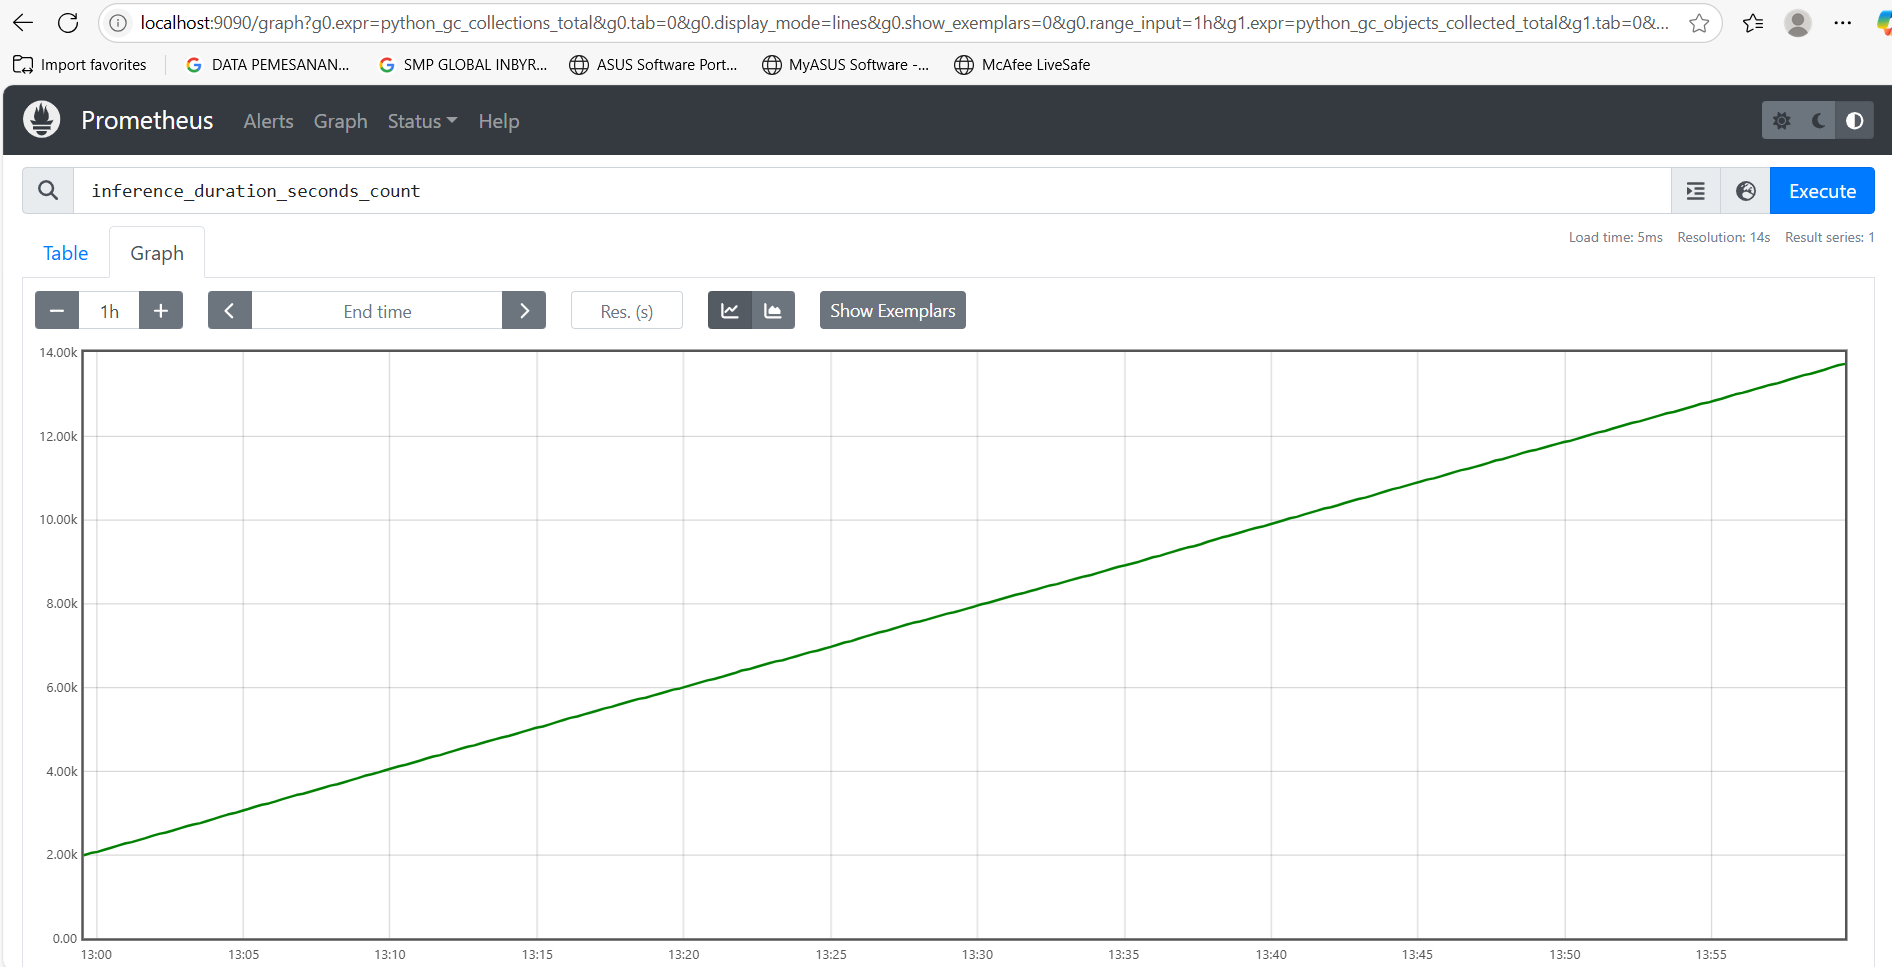 localhost:9090/graph?g0.expr=python_gc_collections_total&g0.tab=0&g0.display_mode=lines&g0.show_exemplars=0&g0.range_input=1h&g1.expr=python_gc_objects_collected_total&g1.tab=0&...
Import favorites DATA PEMESANAN... SMP GLOBAL INBYR... ASUS Software Port... MyASUS Software -... McAfee LiveSafe
Prometheus Alerts Graph Status Help
inference_duration_seconds_count Execute
Load time: 5ms Resolution: 14s Result series: 1
Table Graph
1h End time Res. (s) Show Exemplars
14.00k
12.00k
10.00k
8.00k
6.00k
4.00k
2.00k
0.00
13:00 13:05 13:10 13:15 13:20 13:25 13:30 13:35 13:40 13:45 13:50 13:55